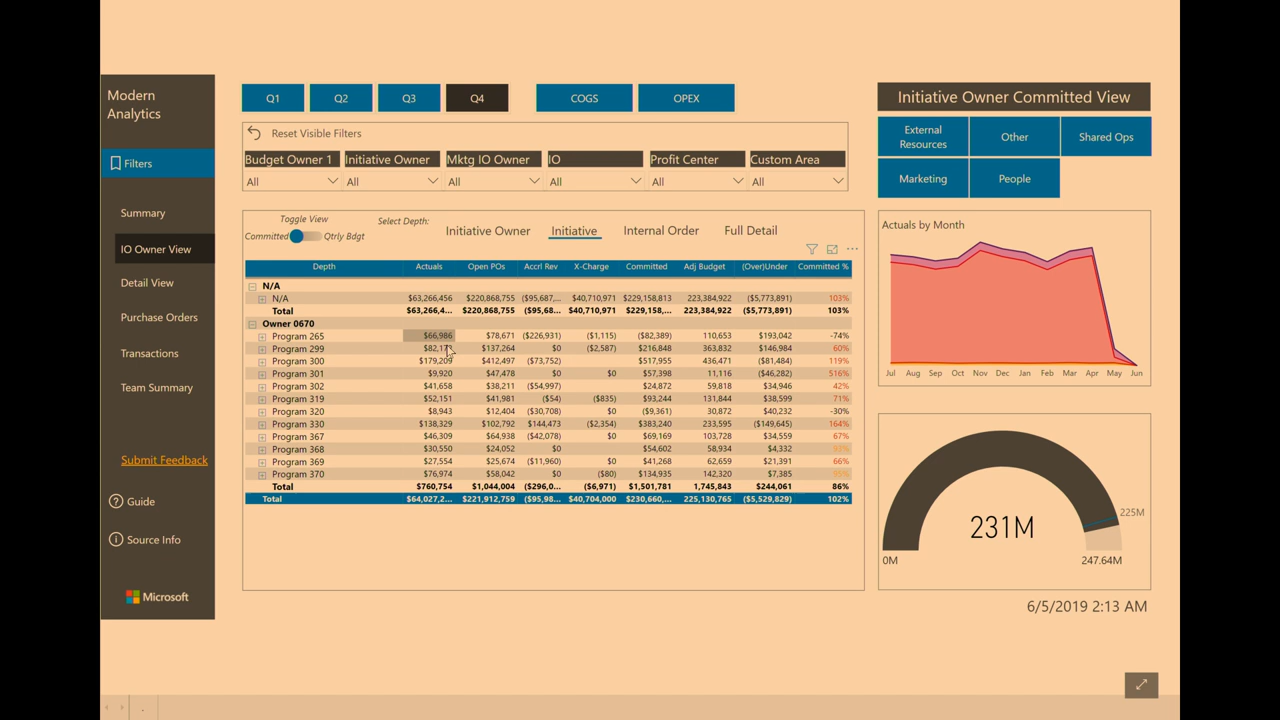 Modern
Analytics
Filters
Summary
IO Owner View
Detail View
Purchase Orders
Transactions
Team Summary
Submit Feedback
Guide
Source Info
Microsoft
Q1 Q2 Q3 Q4 COGS OPEX
Reset Visible Filters
Budget Owner 1 Initiative Owner Mktg IO Owner IO Profit Center Custom Area
All All All All All All
Toggle View
Committed Qtrly Bdgt
Select Depth:
Initiative Owner Initiative Internal Order Full Detail
Depth Actuals Open POs Accrl Rev X-Charge Committed Adj Budget (Over)Under Committed %
N/A
N/A $63,266,456 $220,868,755 ($95,687,... $40,710,971 $229,158,813 223,384,922 ($5,773,891) 103%
Total $63,266,4... $220,868,755 ($95,68... $40,710,971 $229,158,... 223,384,922 ($5,773,891) 103%
Owner 0670
Program 265 $66,986 $78,671 ($226,931) ($1,115) ($82,389) 110,653 $193,042 -74%
Program 299 $137,264 $0 ($2,587) $216,848 363,832 $146,984 60%
Program 300 $179,209 $412,497 ($73,752) $517,955 436,471 ($81,484) 119%
Program 301 $9,920 $47,478 $0 $0 $57,398 11,116 ($46,282) 516%
Program 302 $41,658 $38,211 ($54,997) $24,872 59,818 $34,946 42%
Program 319 $52,151 $41,981 ($54) ($835) $93,244 131,844 $38,599 71%
Program 320 $8,943 $12,404 ($30,708) $0 ($9,361) 30,872 $40,232 -30%
Program 330 $138,329 $102,792 $144,473 ($2,354) $383,240 233,595 ($149,645) 164%
Program 367 $46,309 $64,938 ($42,078) $0 $69,169 103,728 $34,559 67%
Program 368 $30,550 $24,052 $0 $54,602 58,934 $4,332
Program 369 $27,554 $25,674 ($11,960) $0 $41,268 62,659 $21,391 66%
Program 370 $76,974 $58,042 $0 ($80) $134,935 142,320 $7,385
Total $760,754 $1,044,004 ($296,0... ($6,971) $1,501,781 1,745,843 $244,061 86%
Total $64,027,2... $221,912,759 ($95,98... $40,704,000 $230,660,... 225,130,765 ($5,529,829) 102%
Initiative Owner Committed View
External
Resources
Other
Shared Ops
Marketing
People
Actuals by Month
Jul Aug Sep Oct Nov Dec Jan Feb Mar Apr May Jun
225M
231M
0M 247.64M
6/5/2019 2:13 AM